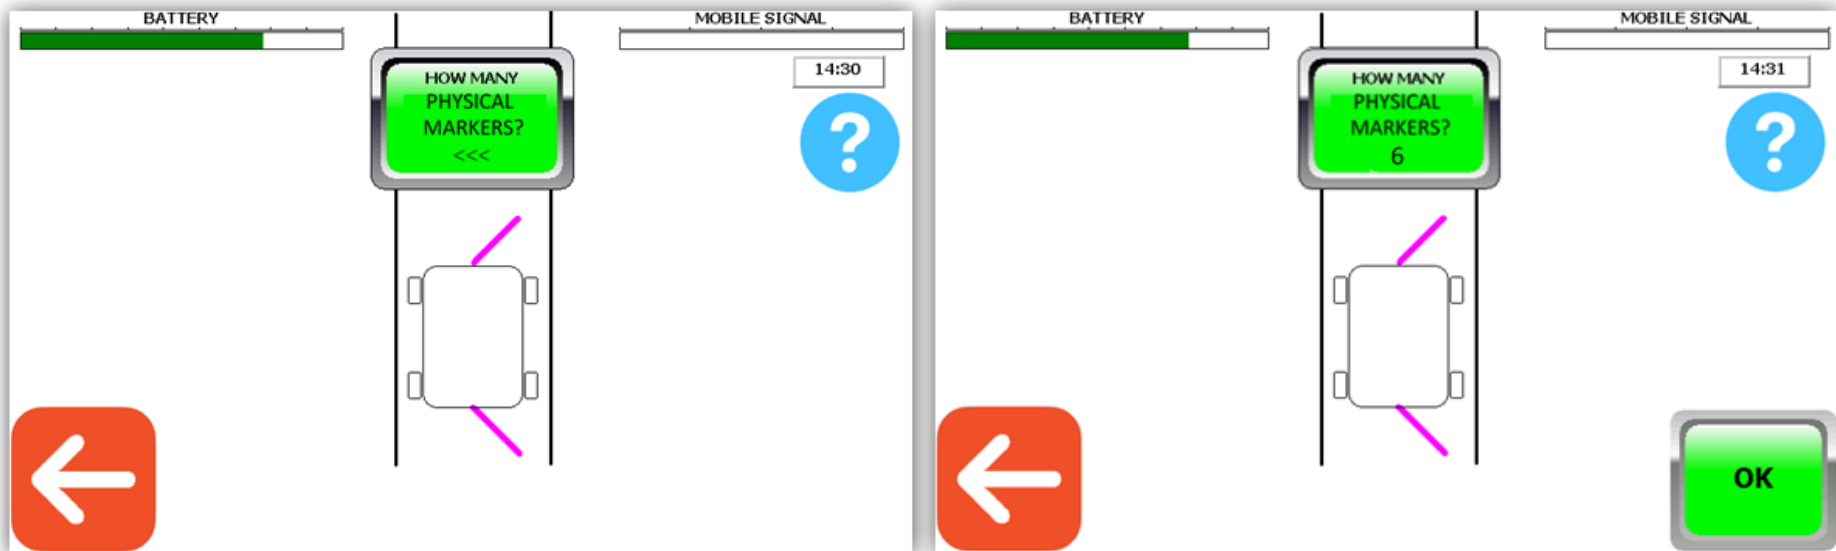 BATTERY
MOBILE SIGNAL
14:30
HOW MANY
PHYSICAL
MARKERS?
<<<
?
BATTERY
MOBILE SIGNAL
14:31
HOW MANY
PHYSICAL
MARKERS?
6
?
OK